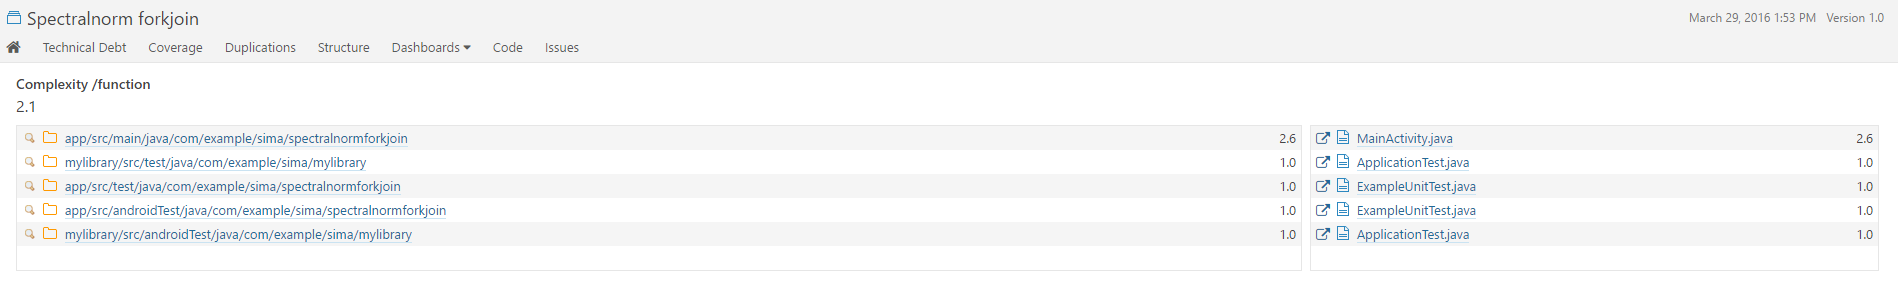 Spectralnorm forkjoin
March 29, 2016 1:53 PM Version 1.0
Technical Debt Coverage Duplications Structure Dashboards Code Issues
Complexity /function
2.1
app/src/main/java/com/example/sima/spectralnormforkjoin 2.6
mylibrary/src/test/java/com/example/sima/mylibrary 1.0
app/src/test/java/com/example/sima/spectralnormforkjoin 1.0
app/src/androidTest/java/com/example/sima/spectralnormforkjoin 1.0
mylibrary/src/androidTest/java/com/example/sima/mylibrary 1.0
MainActivity.java 2.6
ApplicationTest.java 1.0
ExampleUnitTest.java 1.0
ExampleUnitTest.java 1.0
ApplicationTest.java 1.0